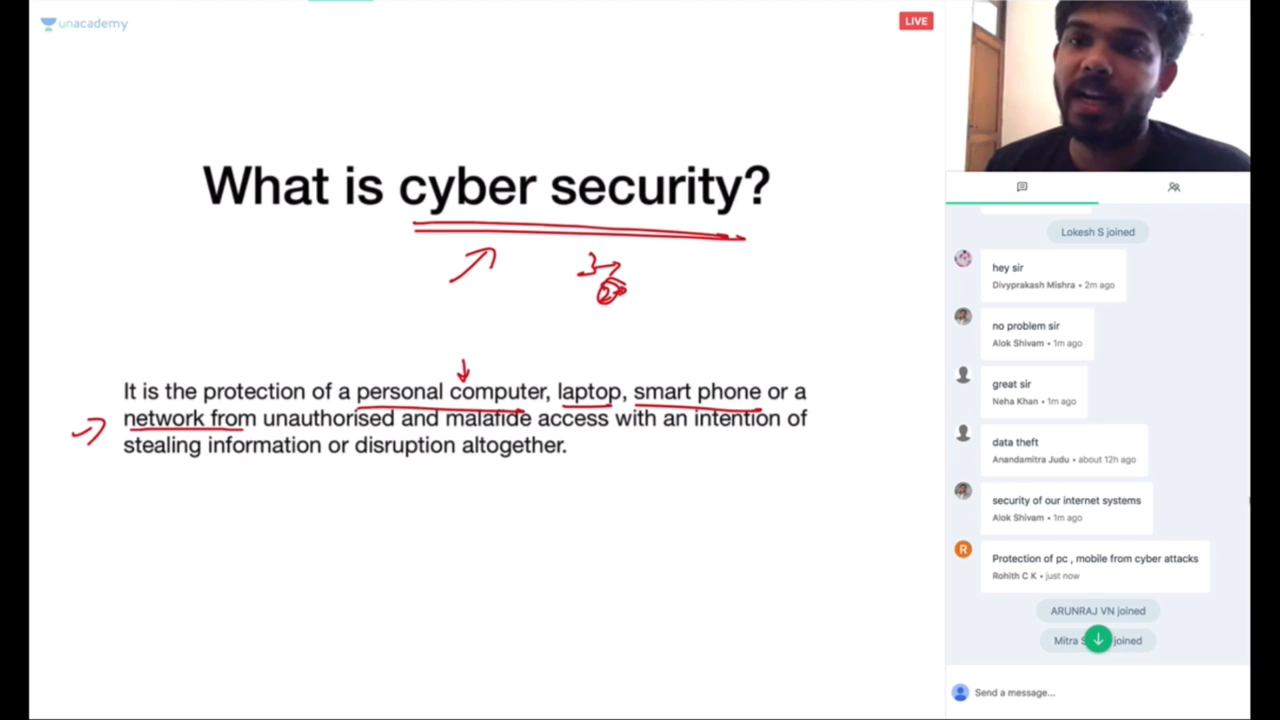 unacademy
LIVE
What is cyber security?
It is the protection of a personal computer, laptop, smart phone or a
network from unauthorised and malafide access with an intention of
stealing information or disruption altogether.
Lokesh S joined
hey sir
Divyprakash Mishra • 2m ago
no problem sir
Alok Shivam • 1m ago
great sir
Neha Khan • 1m ago
data theft
Anandamitra Judu • about 12h ago
security of our internet systems
Alok Shivam • 1m ago
R
Protection of pc , mobile from cyber attacks
Rohith C K • just now
ARUNRAJ VN joined
Mitra joined
Send a message...